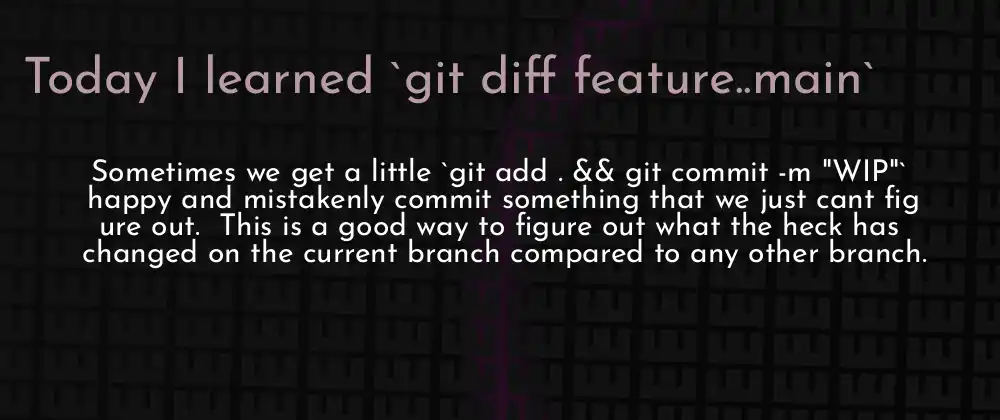 Today I learned `git diff feature..main`
Sometimes we get a little `git add . && git commit -m "WIP"`
happy and mistakenly commit something that we just cant fig
ure out.  This is a good way to figure out what the heck has
changed on the current branch compared to any other branch.